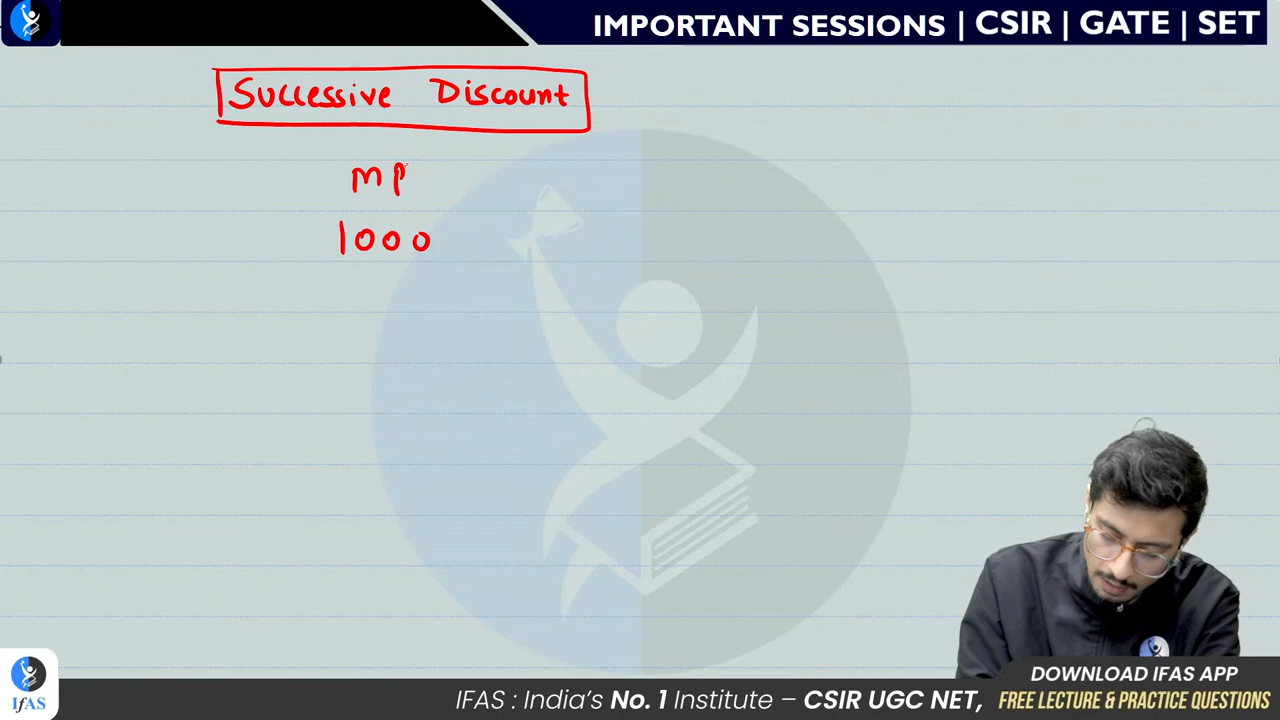 IMPORTANT SESSIONS | CSIR | GATE | SET
Successive Discount
MP
1000
IFAS
DOWNLOAD IFAS APP
IFAS : India's No. 1 Institute – CSIR UGC NET, FREE LECTURE & PRACTICE QUESTIONS